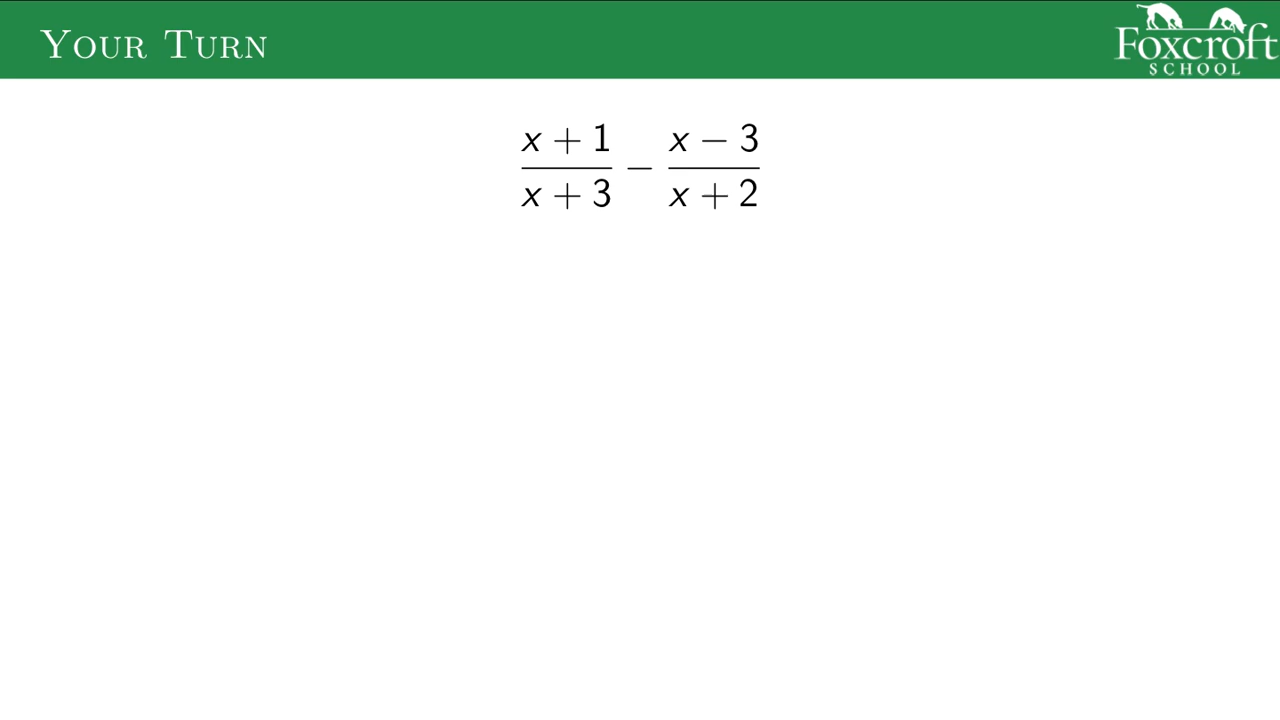 Your Turn
Foxcroft
SCHOOL
x + 1 x − 3
−
x + 3 x + 2